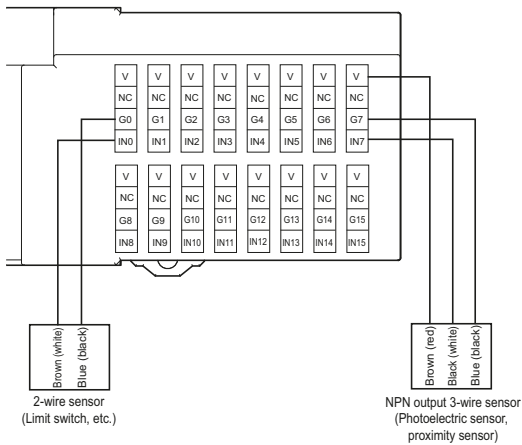 V V V V V V V V
NC NC NC NC NC NC NC NC
G0 G1 G2 G3 G4 G5 G6 G7
IN0 IN1 IN2 IN3 IN4 IN5 IN6 IN7
V V V V V V V V
NC NC NC NC NC NC NC NC
G8 G9 G10 G11 G12 G13 G14 G15
IN8 IN9 IN10 IN11 IN12 IN13 IN14 IN15
Brown (white)
Blue (black)
2-wire sensor
(Limit switch, etc.)
Brown (red)
Black (white)
Blue (black)
NPN output 3-wire sensor
(Photoelectric sensor,
proximity sensor)